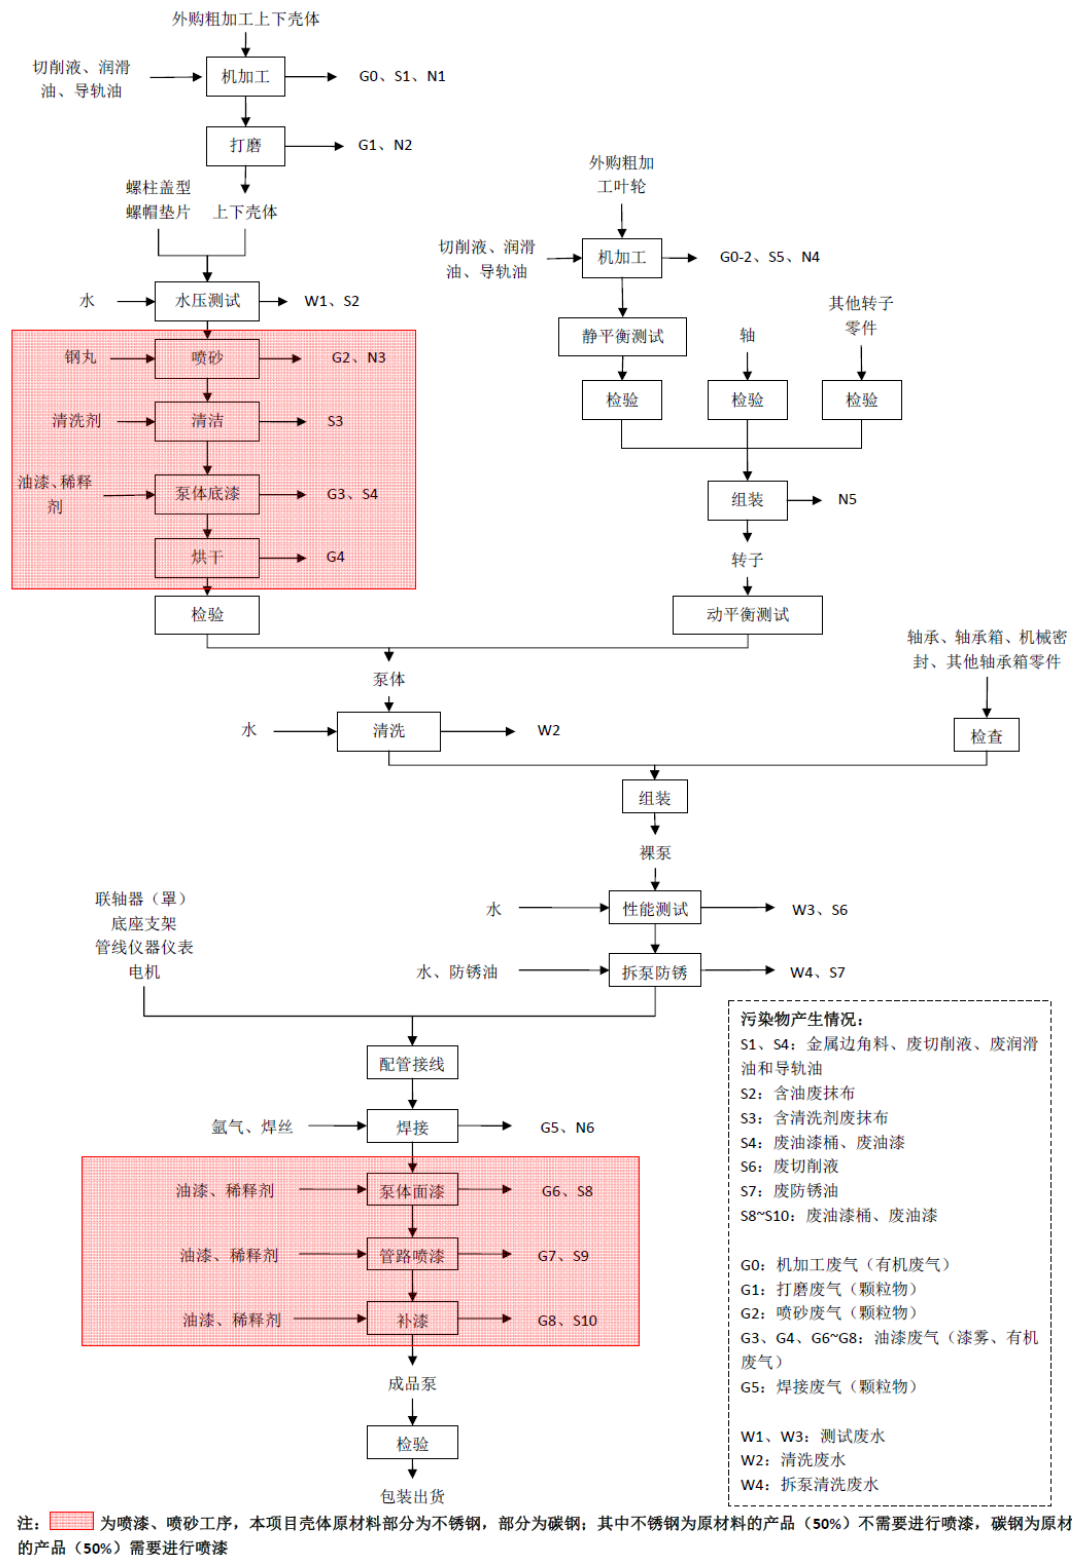 外购粗加工上下壳体
切削液、润滑
油、导轨油
机加工
G0、S1、N1
打磨
G1、N2
螺柱盖型
螺帽垫片
上下壳体
水
水压测试
W1、S2
钢丸
喷砂
G2、N3
清洗剂
清洁
S3
油漆、稀释
剂
泵体底漆
G3、S4
烘干
G4
检验
外购粗加
工叶轮
切削液、润滑
油、导轨油
机加工
G0-2、S5、N4
静平衡测试
轴
其他转子
零件
检验
检验
检验
组装
N5
转子
动平衡测试
泵体
水
清洗
W2
轴承、轴承箱、机械密
封、其他轴承箱零件
检查
组装
裸泵
水
性能测试
W3、S6
水、防锈油
拆泵防锈
W4、S7
联轴器（罩）
底座支架
管线仪器仪表
电机
配管接线
氩气、焊丝
焊接
G5、N6
油漆、稀释剂
泵体面漆
G6、S8
油漆、稀释剂
管路喷漆
G7、S9
油漆、稀释剂
补漆
G8、S10
成品泵
检验
包装出货
污染物产生情况：
S1、S4：金属边角料、废切削液、废润滑
油和导轨油
S2：含油废抹布
S3：含清洗剂废抹布
S4：废油漆桶、废油漆
S6：废切削液
S7：废防锈油
S8~S10：废油漆桶、废油漆
G0：机加工废气（有机废气）
G1：打磨废气（颗粒物）
G2：喷砂废气（颗粒物）
G3、G4、G6~G8：油漆废气（漆雾、有机
废气）
G5：焊接废气（颗粒物）
W1、W3：测试废水
W2：清洗废水
W4：拆泵清洗废水
注： 为喷漆、喷砂工序，本项目壳体原材料部分为不锈钢，部分为碳钢；其中不锈钢为原材料的产品（50%）不需要进行喷漆，碳钢为原材
的产品（50%）需要进行喷漆